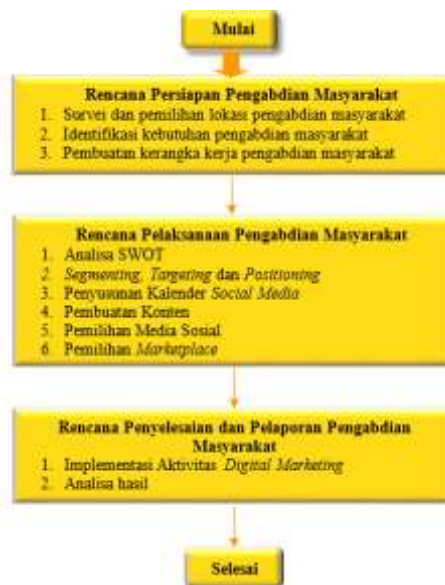 Mulai
Rencana Persiapan Pengabdian Masyarakat
1. Survei dan pemilihan lokasi pengabdian masyarakat
2. Identifikasi kebutuhan pengabdian masyarakat
3. Pembuatan kerangka kerja pengabdian masyarakat
Rencana Pelaksanaan Pengabdian Masyarakat
1. Analisa SWOT
2. Segmenting, Targeting dan Positioning
3. Penyusunan Kalender Social Media
4. Pembuatan Konten
5. Pemilihan Media Sosial
6. Pemilihan Marketplace
Rencana Penyelesaian dan Pelaporan Pengabdian
Masyarakat
1. Implementasi Aktivitas Digital Marketing
2. Analisa hasil
Selesai